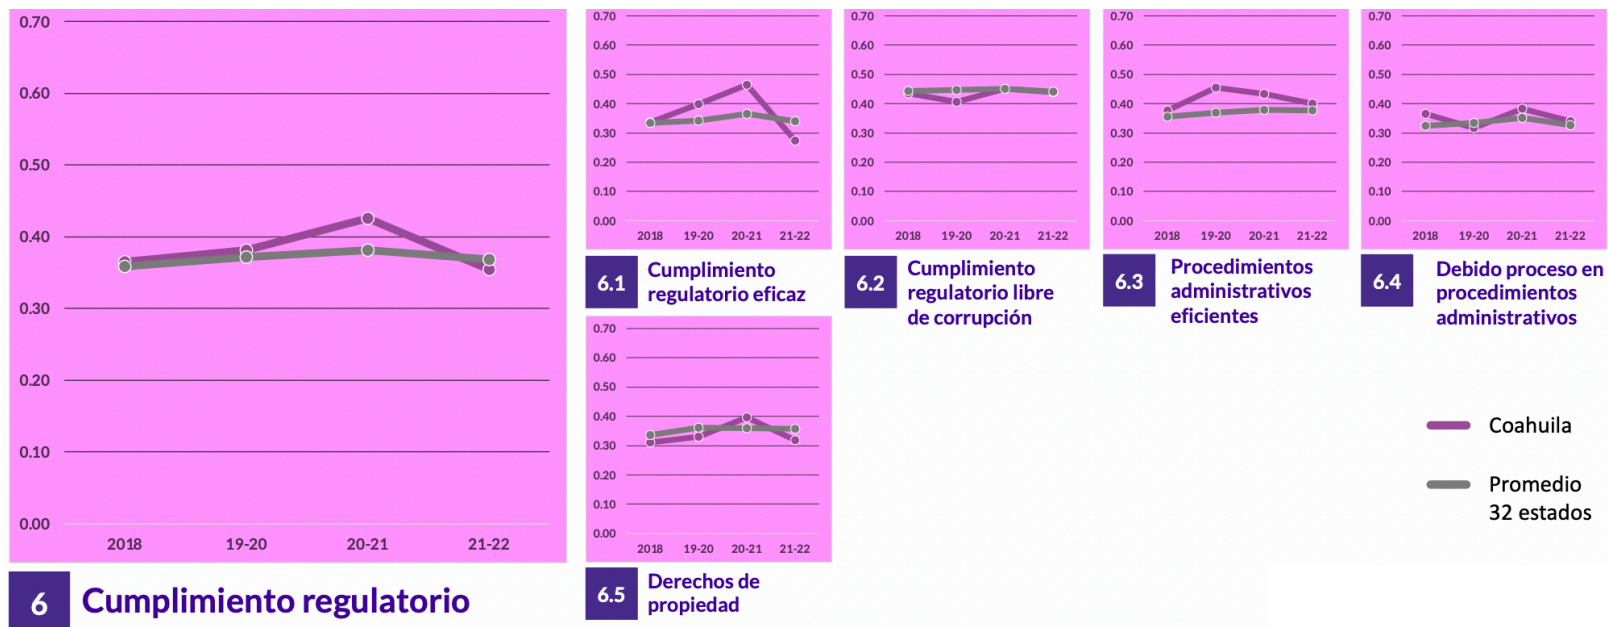 0.70
0.60
0.50
0.40
0.30
0.20
0.10
0.00
2018 19-20 20-21 21-22
6 Cumplimiento regulatorio
0.70
0.60
0.50
0.40
0.30
0.20
0.10
0.00
2018 19-20 20-21 21-22
6.1 Cumplimiento
regulatorio eficaz
0.70
0.60
0.50
0.40
0.30
0.20
0.10
0.00
2018 19-20 20-21 21-22
6.2 Cumplimiento
regulatorio libre
de corrupción
0.70
0.60
0.50
0.40
0.30
0.20
0.10
0.00
2018 19-20 20-21 21-22
6.3 Procedimientos
administrativos
eficientes
0.70
0.60
0.50
0.40
0.30
0.20
0.10
0.00
2018 19-20 20-21 21-22
6.4 Debido proceso en
procedimientos
administrativos
0.70
0.60
0.50
0.40
0.30
0.20
0.10
0.00
2018 19-20 20-21 21-22
6.5 Derechos de
propiedad
Coahuila
Promedio
32 estados